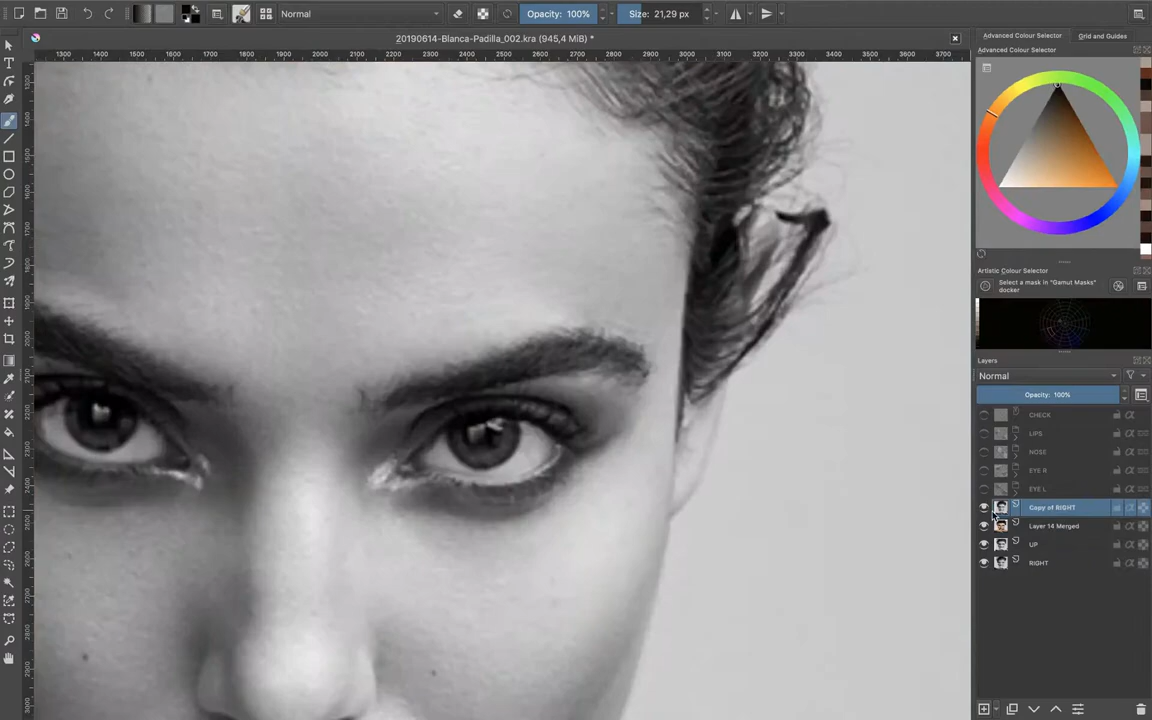 Normal
Opacity: 100%
Size: 21,29 px
20190614-Blanca-Padilla_002.kra (945,4 MiB) *
1300 1400 1500 1600 1700 1800 1900 2000 2100 2200 2300 2400 2500 2600 2700 2800 2900 3000 3100 3200 3300 3400 3500 3600 3700
Advanced Colour Selector
Grid and Guides
Advanced Colour Selector
Artistic Colour Selector
Select a mask in "Gamut Masks"
docker
Layers
Normal
Opacity: 100%
CHECK
LIPS
NOSE
EYE R
EYE L
Copy of RIGHT
Layer 14 Merged
UP
RIGHT